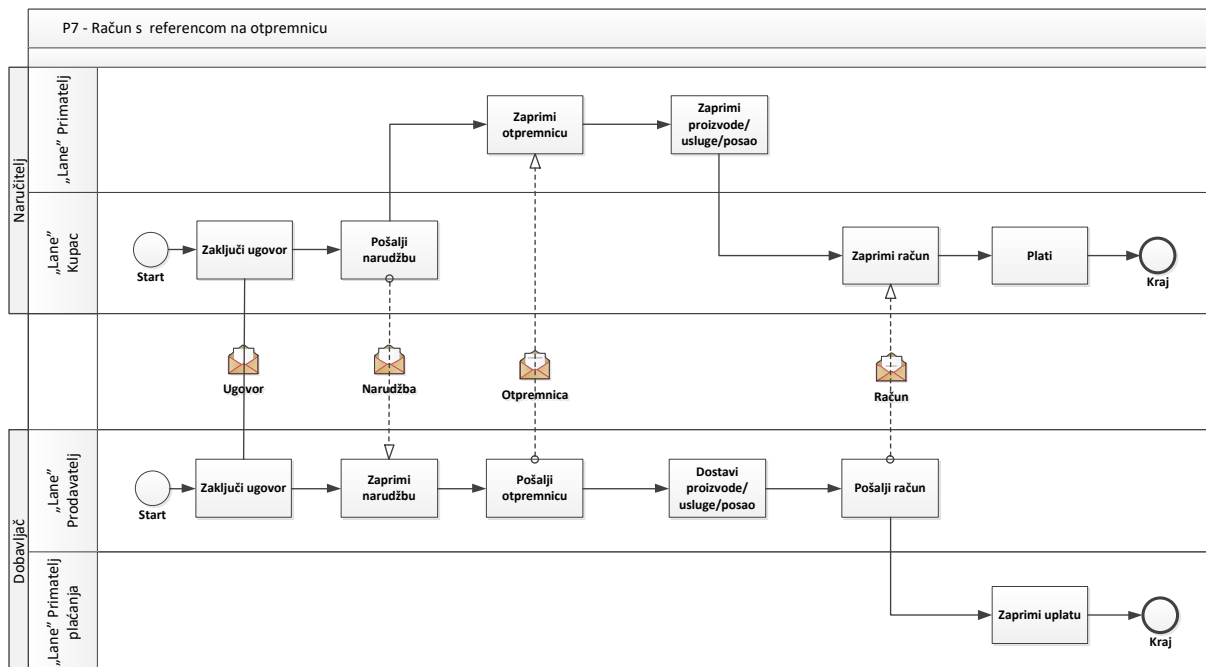 P7 - Račun s  referencom na otpremnicu
Naručitelj
„Lane” Primatelj
Zaprimi
otpremnicu
Zaprimi
proizvode/
usluge/posao
„Lane”
Kupac
Start
Zaključi ugovor
Pošalji
narudžbu
Zaprimi račun
Plati
Kraj
Ugovor
Narudžba
Otpremnica
Račun
Dobavljač
„Lane”
Prodavatelj
Start
Zaključi ugovor
Zaprimi
narudžbu
Pošalji
otpremnicu
Dostavi
proizvode/
usluge/posao
Pošalji račun
„Lane” Primatelj
plaćanja
Zaprimi uplatu
Kraj